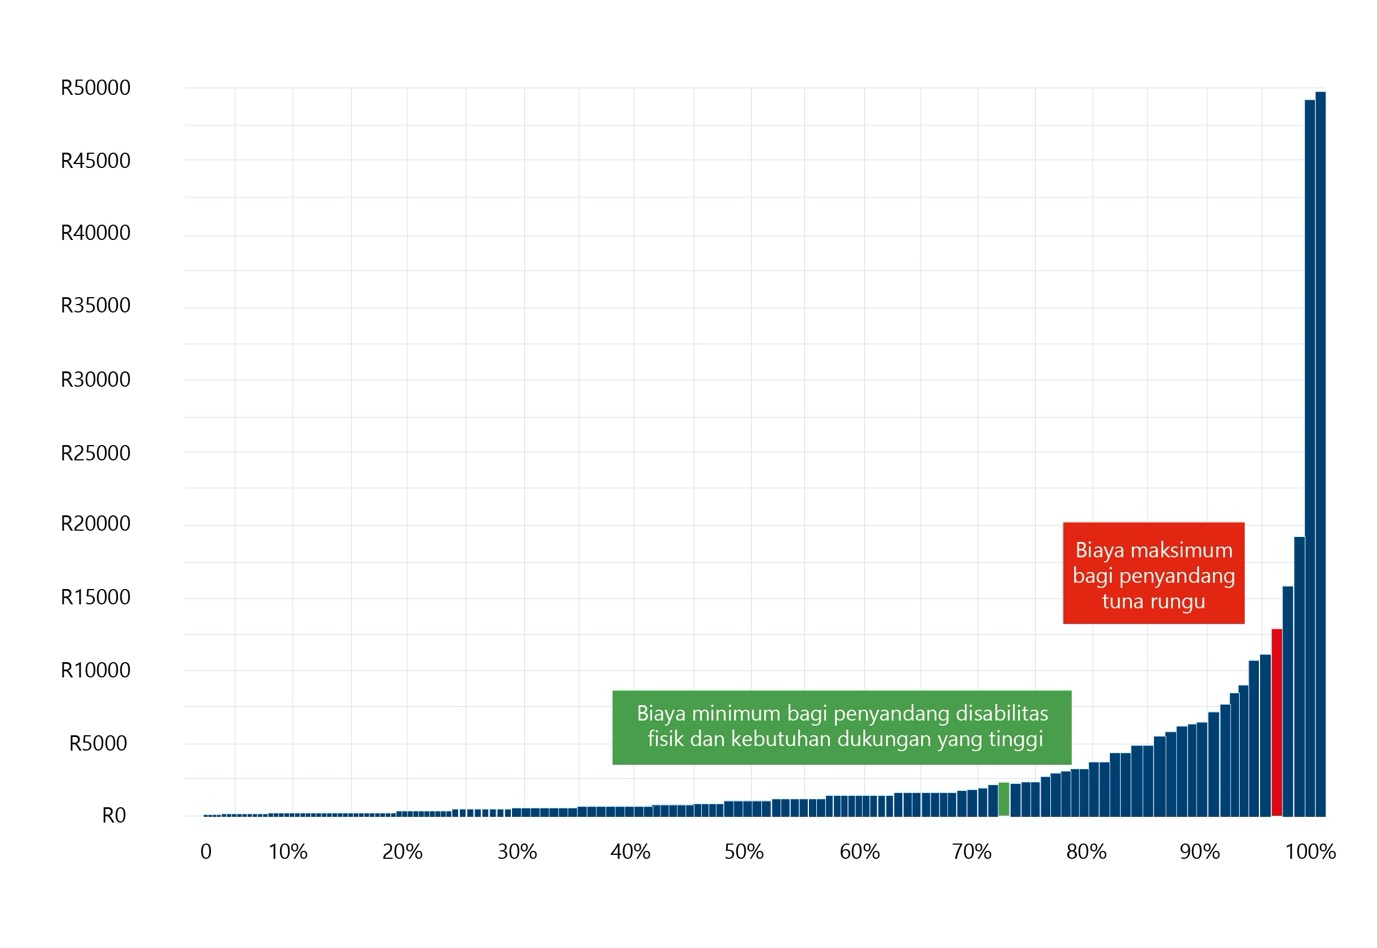 R50000
R45000
R40000
R35000
R30000
R25000
R20000
R15000
R10000
R5000
R0
Biaya maksimum
bagi penyandang
tuna rungu
Biaya minimum bagi penyandang disabilitas
fisik dan kebutuhan dukungan yang tinggi
0 10% 20% 30% 40% 50% 60% 70% 80% 90% 100%